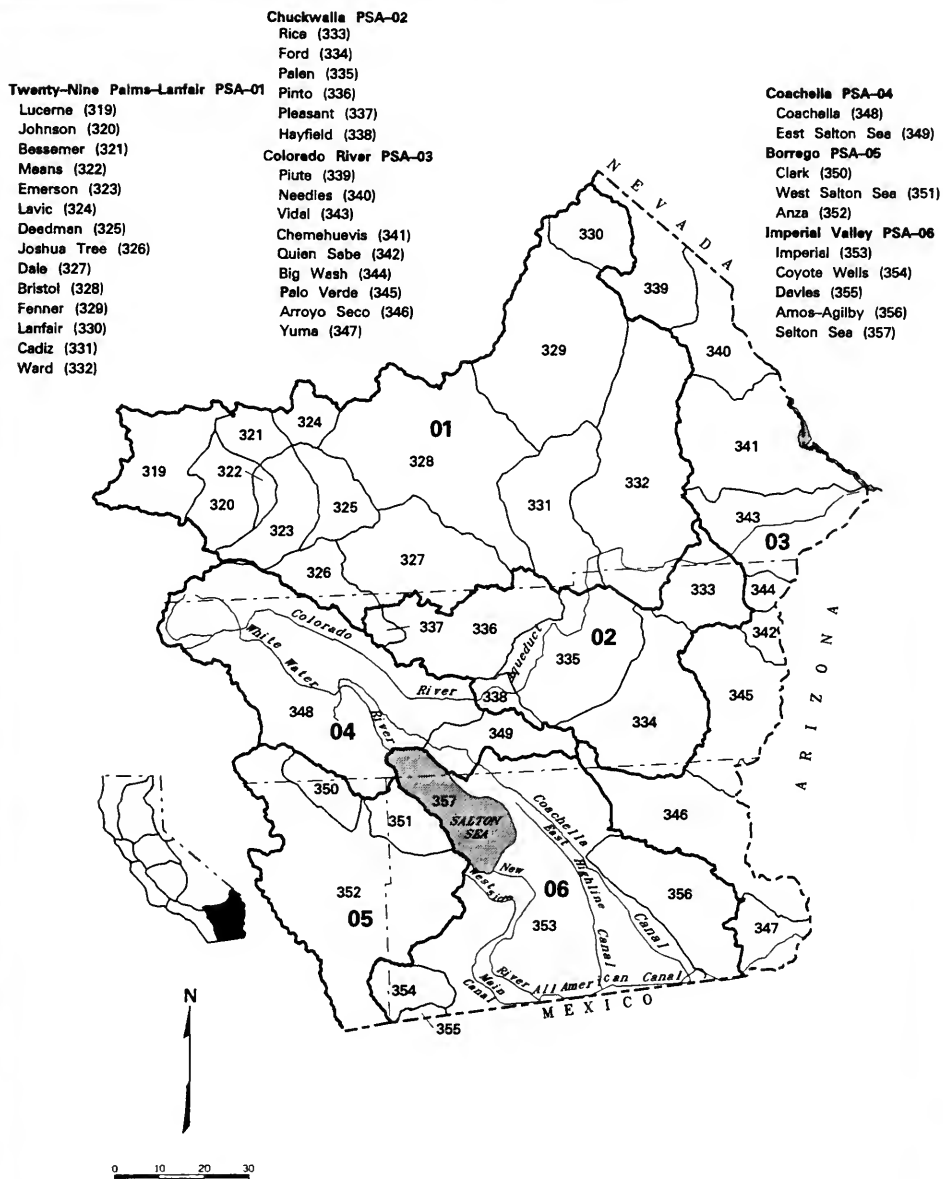 Twenty-Nine Palms-Lanfair PSA-01
Lucerne (319)
Johnson (320)
Bessemer (321)
Means (322)
Emerson (323)
Lavic (324)
Deedman (325)
Joshua Tree (326)
Dale (327)
Bristol (328)
Fenner (329)
Lanfair (330)
Cadiz (331)
Ward (332)
Chuckwalla PSA-02
Rice (333)
Ford (334)
Palen (335)
Pinto (336)
Pleasant (337)
Hayfield (338)
Colorado River PSA-03
Piute (339)
Needles (340)
Vidal (343)
Chemehuevis (341)
Quien Sabe (342)
Big Wash (344)
Palo Verde (345)
Arroyo Seco (346)
Yuma (347)
Coachella PSA-04
Coachella (348)
East Salton Sea (349)
Borrego PSA-05
Clark (350)
West Salton Sea (351)
Anza (352)
Imperial Valley PSA-06
Imperial (353)
Coyote Wells (354)
Davies (355)
Amos-Agilby (356)
Salton Sea (357)
NEVADA
330
339
329
340
324
321
01
341
319
322
328
332
320
325
331
323
343
03
327
326
333
344
337
336
02
342
335
Colorado
River
Aqueduct
White Water
River
338
345
334
348
04
349
ARIZONA
350
357
351
SALTON
SEA
346
Coachella
Canal
East Highline
Canal
352
05
West side
Main
Canal
New
River
06
353
356
347
354
All American Canal
355
MEXICO
N
0 10 20 30